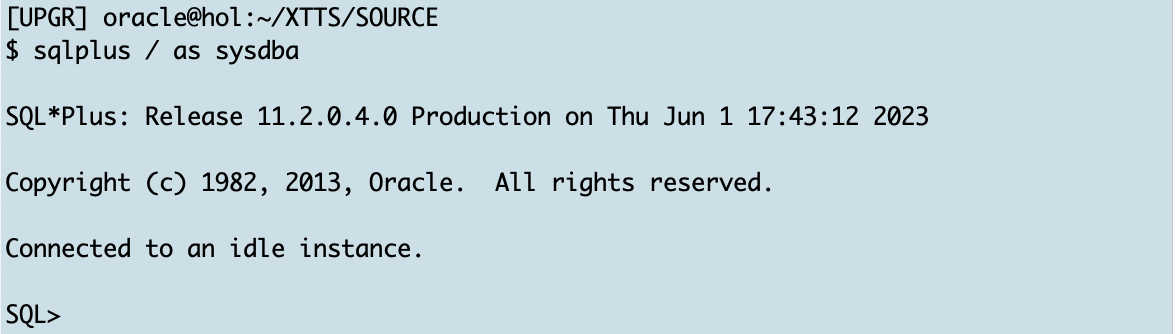 [UPGR] oracle@hol:~/XTTS/SOURCE
$ sqlplus / as sysdba
SQL*Plus: Release 11.2.0.4.0 Production on Thu Jun 1 17:43:12 2023
Copyright (c) 1982, 2013, Oracle.  All rights reserved.
Connected to an idle instance.
SQL>